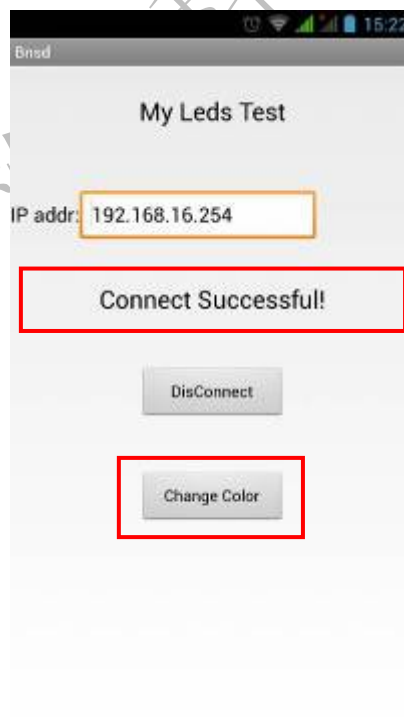 15:22
Bnsd
My Leds Test
IP addr: 192.168.16.254
Connect Successful!
DisConnect
Change Color